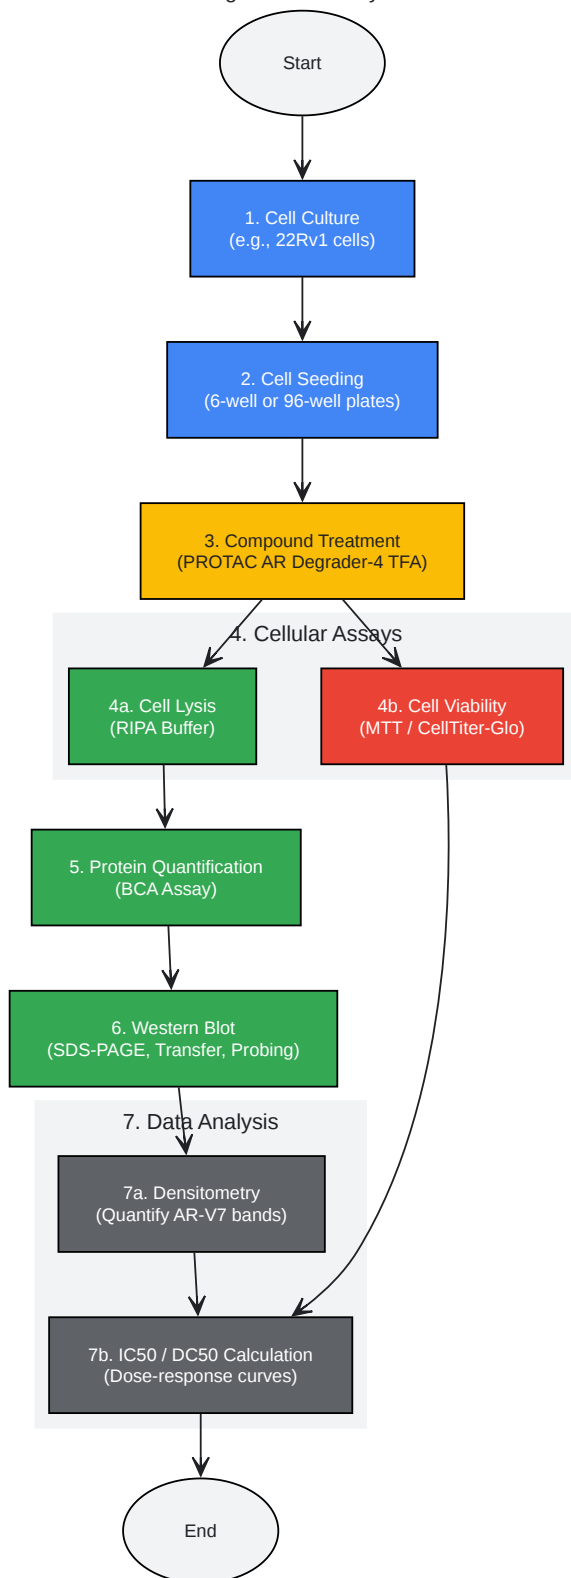 Start
1. Cell Culture
(e.g., 22Rv1 cells)
2. Cell Seeding
(6-well or 96-well plates)
3. Compound Treatment
(PROTAC AR Degrader-4 TFA)
4. Cellular Assays
4a. Cell Lysis
(RIPA Buffer)
4b. Cell Viability
(MTT / CellTiter-Glo)
5. Protein Quantification
(BCA Assay)
6. Western Blot
(SDS-PAGE, Transfer, Probing)
7. Data Analysis
7a. Densitometry
(Quantify AR-V7 bands)
7b. IC50 / DC50 Calculation
(Dose-response curves)
End